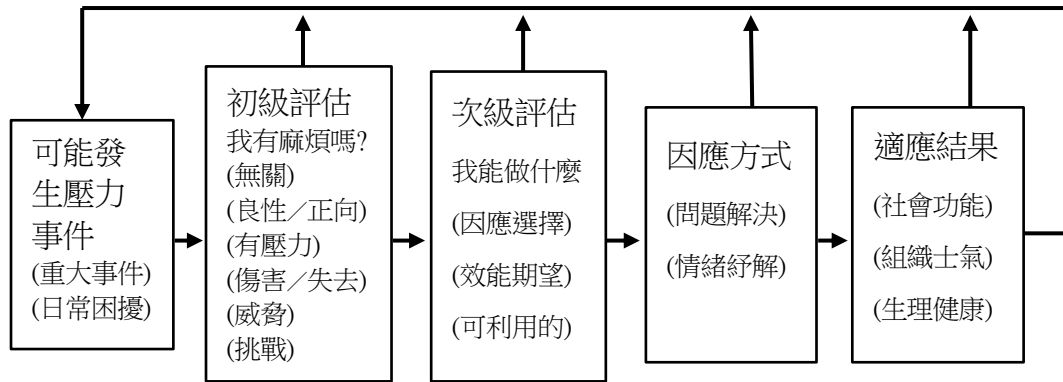 可能發
生壓力
事件
(重大事件)
(日常困擾)
初級評估
我有麻煩嗎?
(無關)
(良性／正向)
(有壓力)
(傷害／失去)
(威脅)
(挑戰)
次級評估
我能做什麼
(因應選擇)
(效能期望)
(可利用的)
因應方式
(問題解決)
(情緒紓解)
適應結果
(社會功能)
(組織士氣)
(生理健康)